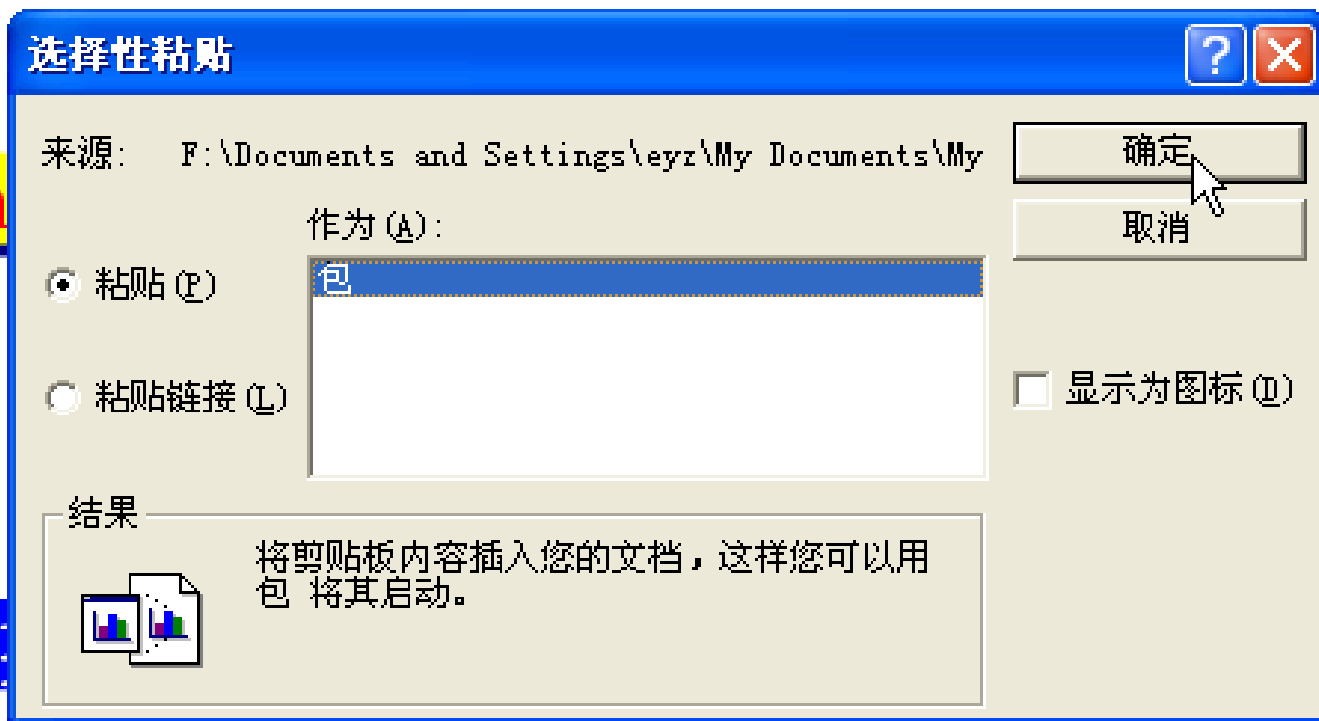 选择性粘贴
来源: F:\Documents and Settings\eyz\My Documents\My
确定
取消
作为(A):
粘贴(P)
包
粘贴链接(L)
显示为图标(D)
结果
将剪贴板内容插入您的文档，这样您可以用
包 将其启动。